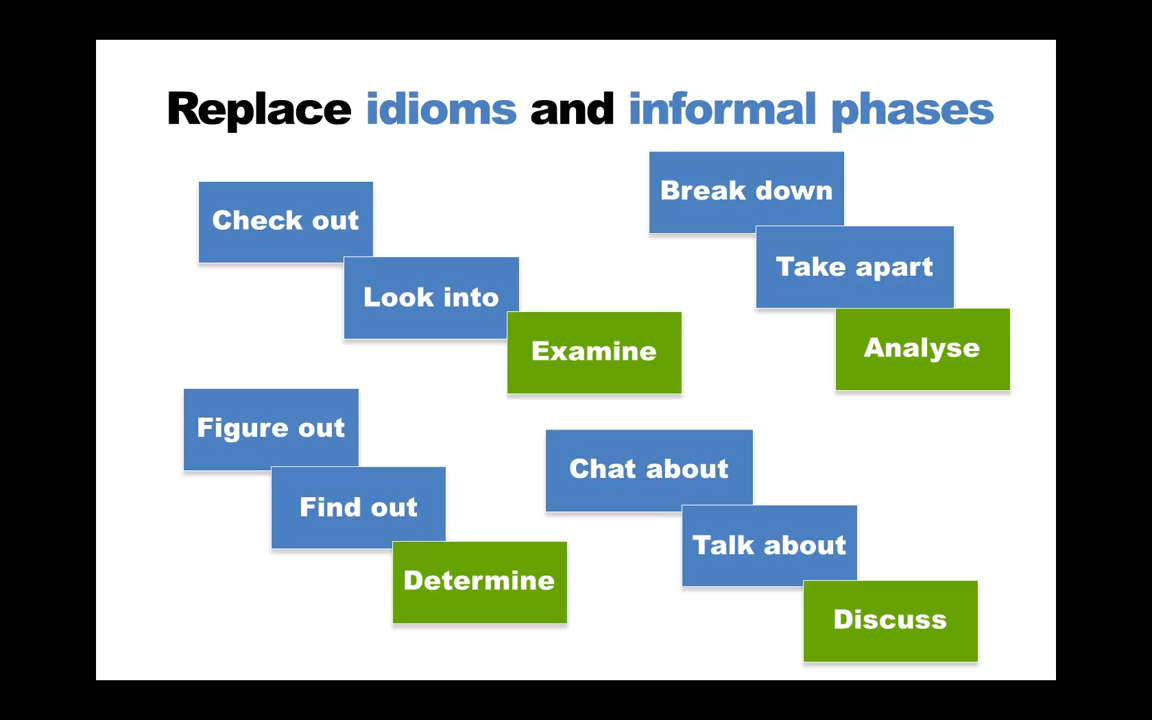 Replace idioms and informal phases
Check out
Look into
Examine
Break down
Take apart
Analyse
Figure out
Find out
Determine
Chat about
Talk about
Discuss